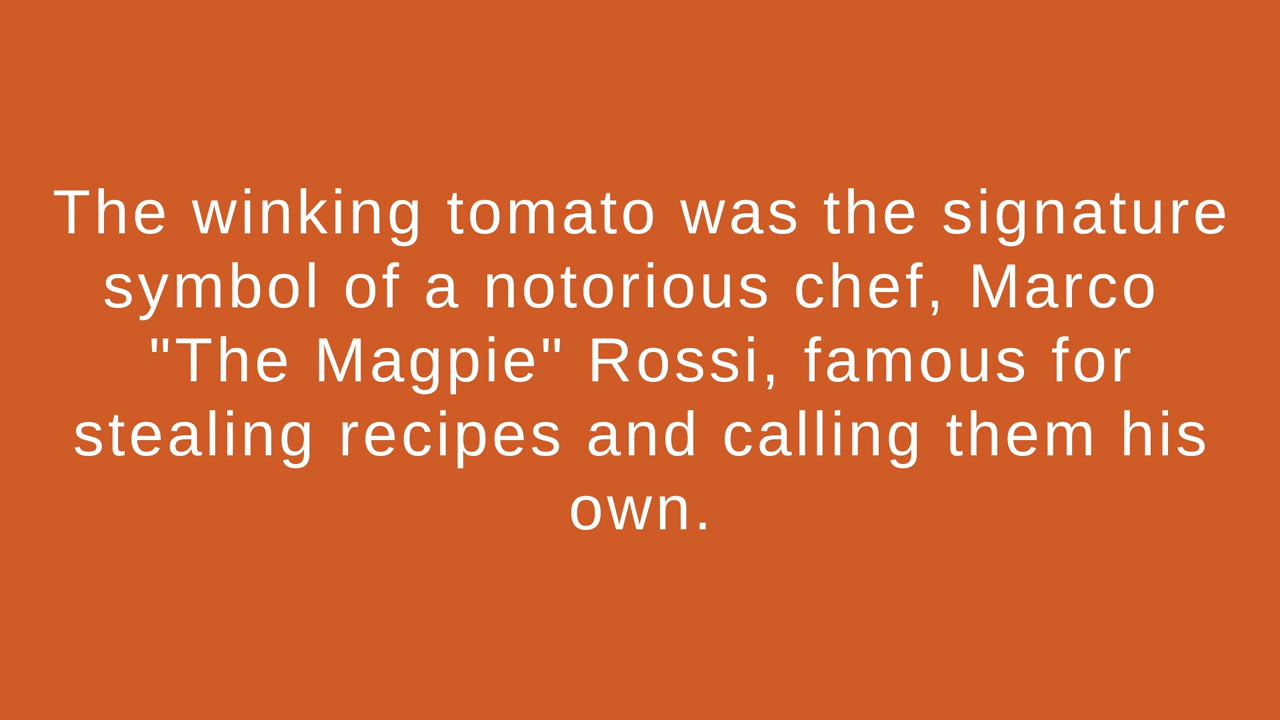 The winking tomato was the signature
symbol of a notorious chef, Marco
"The Magpie" Rossi, famous for
stealing recipes and calling them his
own.